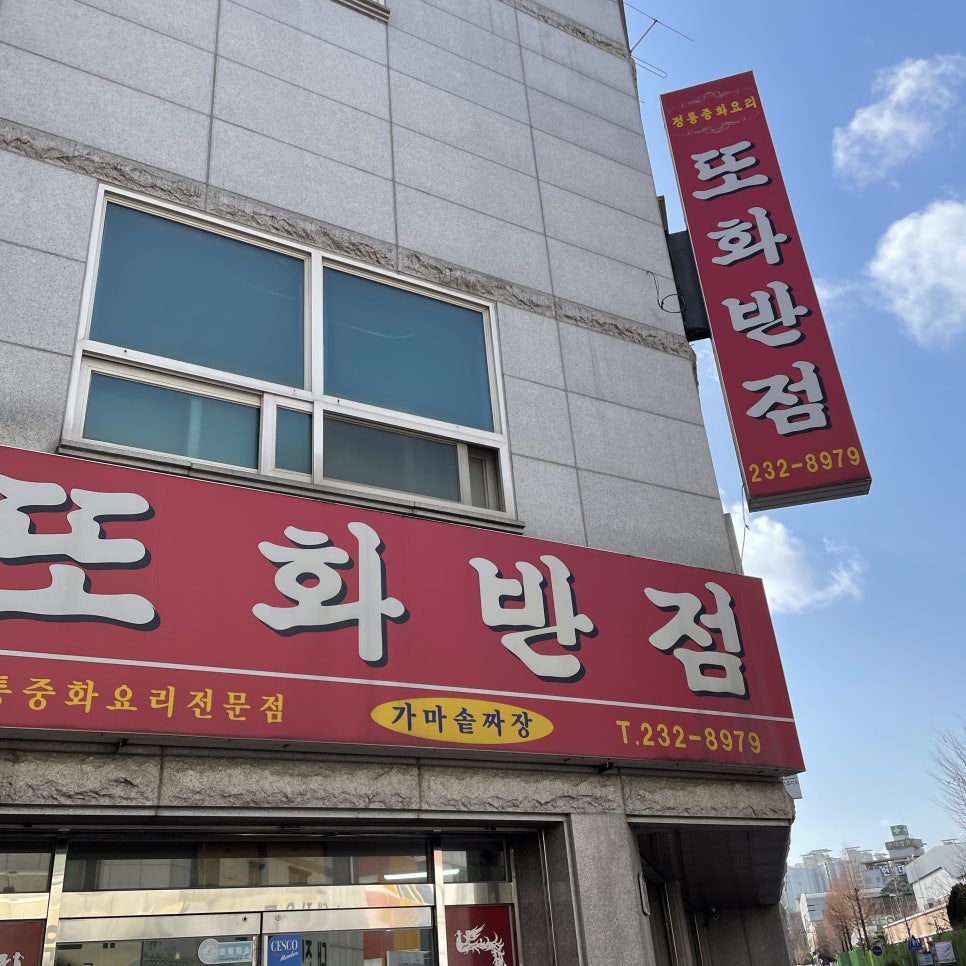 정통중화요리
또화반점
232-8979
또화반점
통중화요리전문점
가마솥짜장
T.232-8979
CESCO